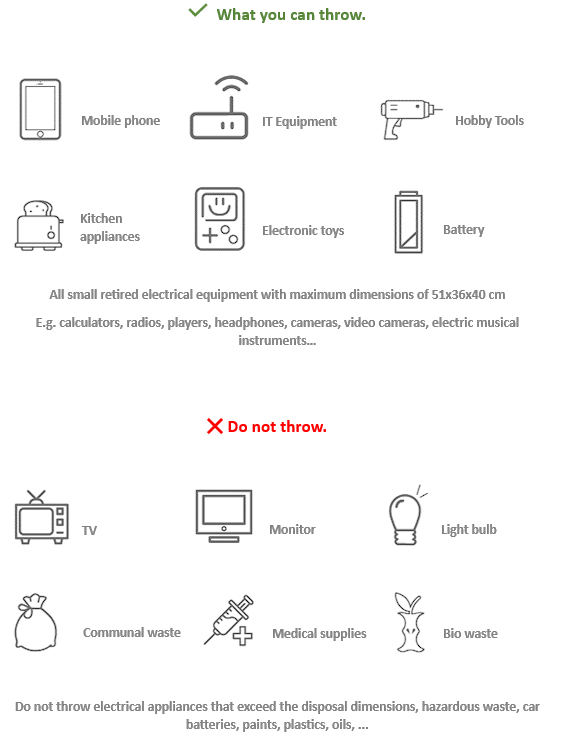 What you can throw.
Mobile phone
IT Equipment
Hobby Tools
Kitchen
appliances
Electronic toys
Battery
All small retired electrical equipment with maximum dimensions of 51x36x40 cm
E.g. calculators, radios, players, headphones, cameras, video cameras, electric musical
instruments...
Do not throw.
TV
Monitor
Light bulb
Communal waste
Medical supplies
Bio waste
Do not throw electrical appliances that exceed the disposal dimensions, hazardous waste, car
batteries, paints, plastics, oils, ...